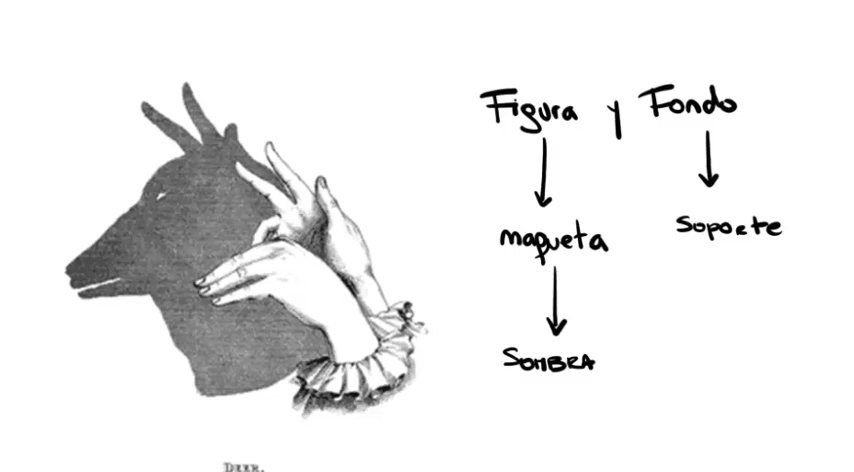 Figura y Fondo
maqueta
soporte
SOMBRA
DEER.